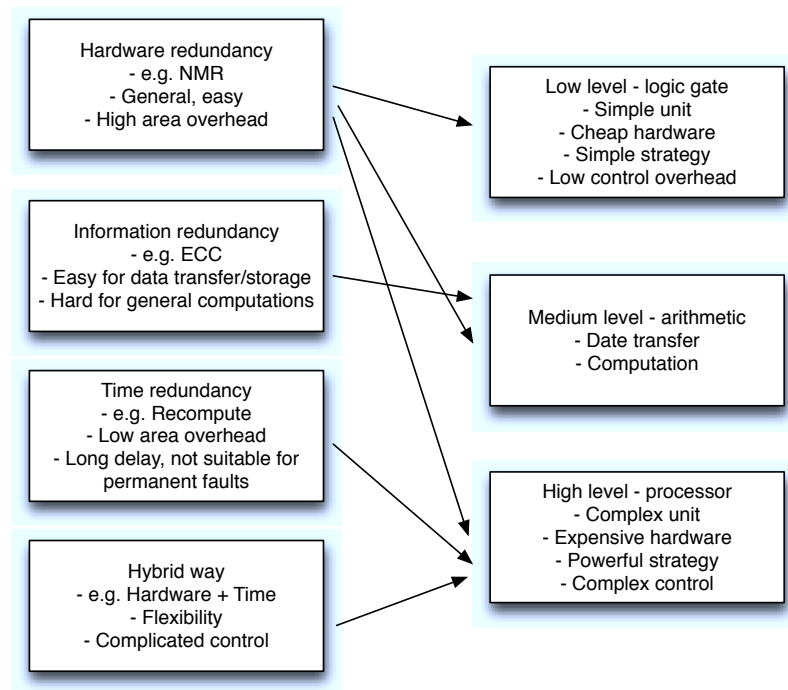 Hardware redundancy
- e.g. NMR
- General, easy
- High area overhead
Information redundancy
- e.g. ECC
- Easy for data transfer/storage
- Hard for general computations
Time redundancy
- e.g. Recompute
- Low area overhead
- Long delay, not suitable for
permanent faults
Hybrid way
- e.g. Hardware + Time
- Flexibility
- Complicated control
Low level - logic gate
- Simple unit
- Cheap hardware
- Simple strategy
- Low control overhead
Medium level - arithmetic
- Date transfer
- Computation
High level - processor
- Complex unit
- Expensive hardware
- Powerful strategy
- Complex control